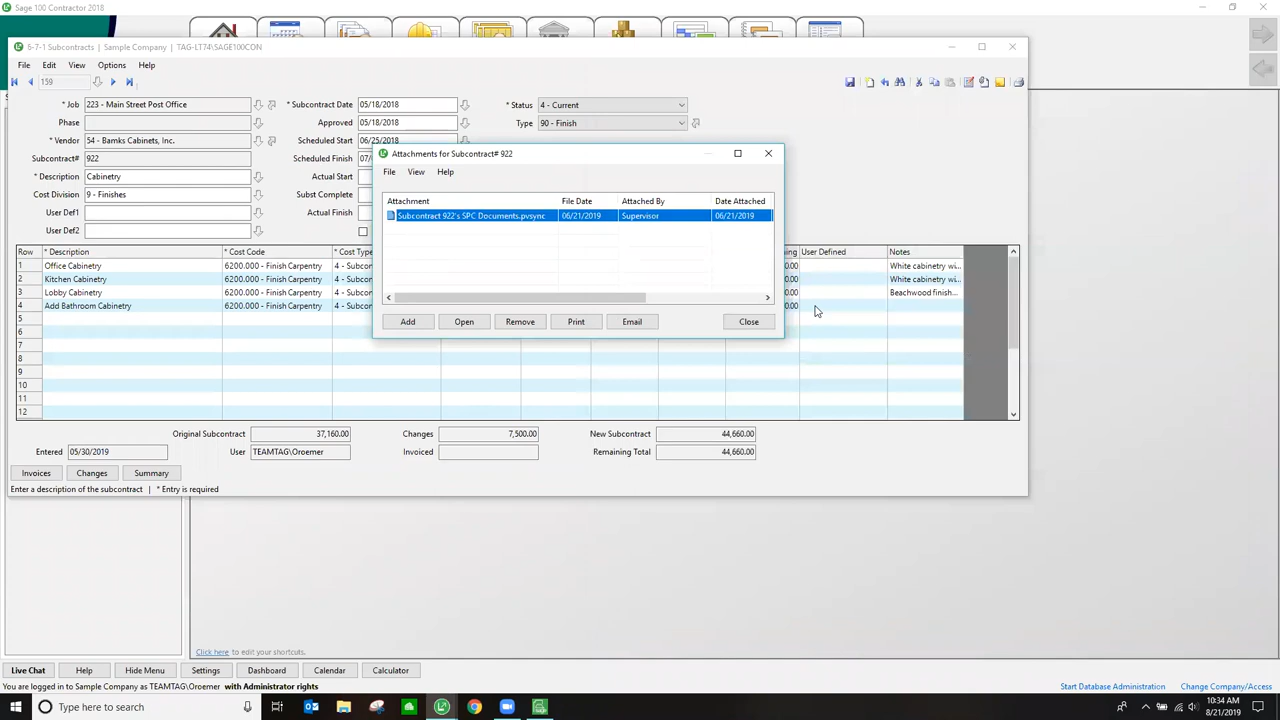 Sage 100 Contractor 2018
6-7-1 Subcontracts | Sample Company | TAG-LT74\SAGE100CON
File Edit View Options Help
159
* Job 223 - Main Street Post Office * Subcontract Date 05/18/2018 * Status 4 - Current
Phase Approved 05/18/2018 Type 90 - Finish
* Vendor 54 - Bamks Cabinets, Inc. Scheduled Start 06/25/2018
Subcontract# 922 Scheduled Finish 07/
* Description Cabinetry Actual Start
Cost Division 9 - Finishes Subst Complete
User Def1 Actual Finish
User Def2
Attachments for Subcontract# 922
File View Help
Attachment File Date Attached By Date Attached
Subcontract 922's SPC Documents.pvsync 06/21/2019 Supervisor 06/21/2019
Add Open Remove Print Email Close
Row * Description * Cost Code * Cost Type User Defined Notes
1 Office Cabinetry 6200.000 - Finish Carpentry 4 - Subcon White cabinetry wi...
2 Kitchen Cabinetry 6200.000 - Finish Carpentry 4 - Subcon White cabinetry wi...
3 Lobby Cabinetry 6200.000 - Finish Carpentry 4 - Subcon Beachwood finish...
4 Add Bathroom Cabinetry 6200.000 - Finish Carpentry 4 - Subcon
5
6
7
8
9
10
11
12
Original Subcontract 37,160.00 Changes 7,500.00 New Subcontract 44,660.00
Entered 05/30/2019 User TEAMTAG\Oroemer Invoiced Remaining Total 44,660.00
Invoices Changes Summary
Enter a description of the subcontract | * Entry is required
Click here to edit your shortcuts.
Live Chat Help Hide Menu Settings Dashboard Calendar Calculator
You are logged in to Sample Company as TEAMTAG\Oroemer with Administrator rights Start Database Administration Change Company/Access
Type here to search
10:34 AM
8/21/2019